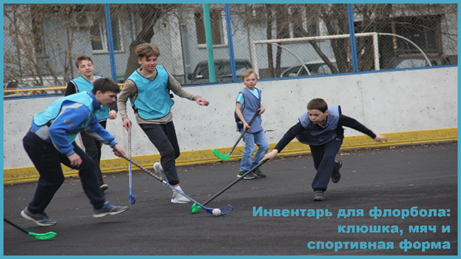 Инвентарь для флорбола:
клюшка, мяч и
спортивная форма